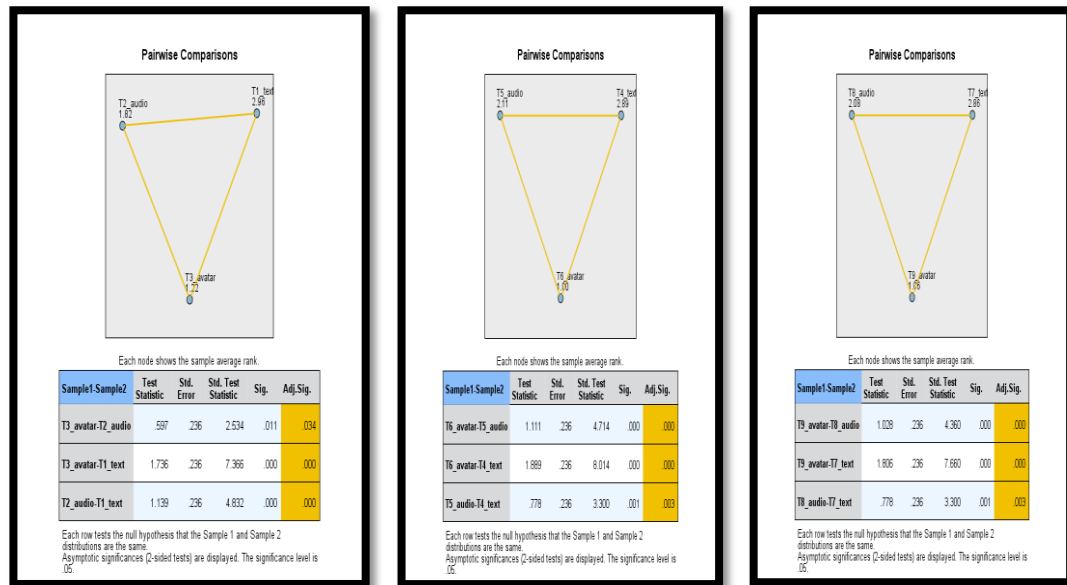 Pairwise Comparisons
T1_text
2.96
T2_audio
1.82
T3_avatar
1.22
Each node shows the sample average rank.
Sample1-Sample2 Test Statistic Std. Error Std. Test Statistic Sig. Adj.Sig.
T3_avatar-T2_audio .597 .236 2.534 .011 .034
T3_avatar-T1_text 1.736 .236 7.366 .000 .000
T2_audio-T1_text 1.139 .236 4.832 .000 .000
Each row tests the null hypothesis that the Sample 1 and Sample 2
distributions are the same.
Asymptotic significances (2-sided tests) are displayed. The significance level is
.05.
Pairwise Comparisons
T5_audio
2.11
T4_text
2.89
T6_avatar
1.00
Each node shows the sample average rank.
Sample1-Sample2 Test Statistic Std. Error Std. Test Statistic Sig. Adj.Sig.
T6_avatar-T5_audio 1.111 .236 4.714 .000 .000
T6_avatar-T4_text 1.889 .236 8.014 .000 .000
T5_audio-T4_text .778 .236 3.300 .001 .003
Each row tests the null hypothesis that the Sample 1 and Sample 2
distributions are the same.
Asymptotic significances (2-sided tests) are displayed. The significance level is
.05.
Pairwise Comparisons
T8_audio
2.08
T7_text
2.86
T9_avatar
1.06
Each node shows the sample average rank.
Sample1-Sample2 Test Statistic Std. Error Std. Test Statistic Sig. Adj.Sig.
T9_avatar-T8_audio 1.028 .236 4.360 .000 .000
T9_avatar-T7_text 1.806 .236 7.660 .000 .000
T8_audio-T7_text .778 .236 3.300 .001 .003
Each row tests the null hypothesis that the Sample 1 and Sample 2
distributions are the same.
Asymptotic significances (2-sided tests) are displayed. The significance level is
.05.